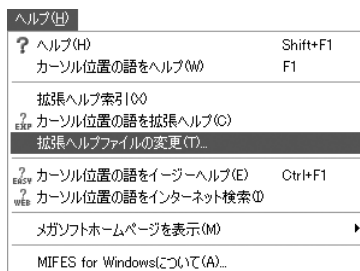 ヘルプ(H)
? ヘルプ(H) Shift+F1
カーソル位置の語をヘルプ(W) F1
拡張ヘルプ索引(X)
?EXP カーソル位置の語を拡張ヘルプ(C)
拡張ヘルプファイルの変更(T)...
?EASY カーソル位置の語をイージーヘルプ(E) Ctrl+F1
?WEB カーソル位置の語をインターネット検索(I)
メガソフトホームページを表示(M)
MIFES for Windowsについて(A)...